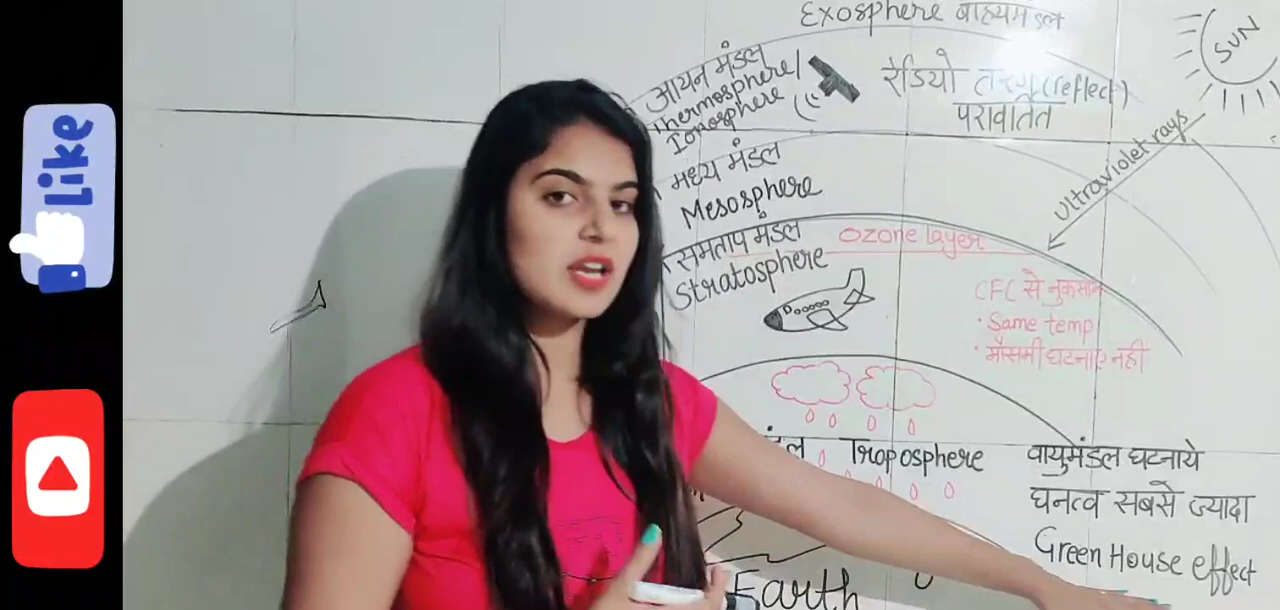 Exosphere बाह्यमंडल
SUN
आयन मंडल
Thermosphere/
Ionosphere
रेडियो तरंग (reflect)
परावर्तित
Ultraviolet rays
मध्य मंडल
Mesosphere
समताप मंडल
Stratosphere
Ozone layer
CFC से नुकसान
• Same temp
• मौसमी घटनाए नही
Troposphere
वायुमंडल घटनाये
घनत्व सबसे ज्यादा
Green House effect
Earth
Like